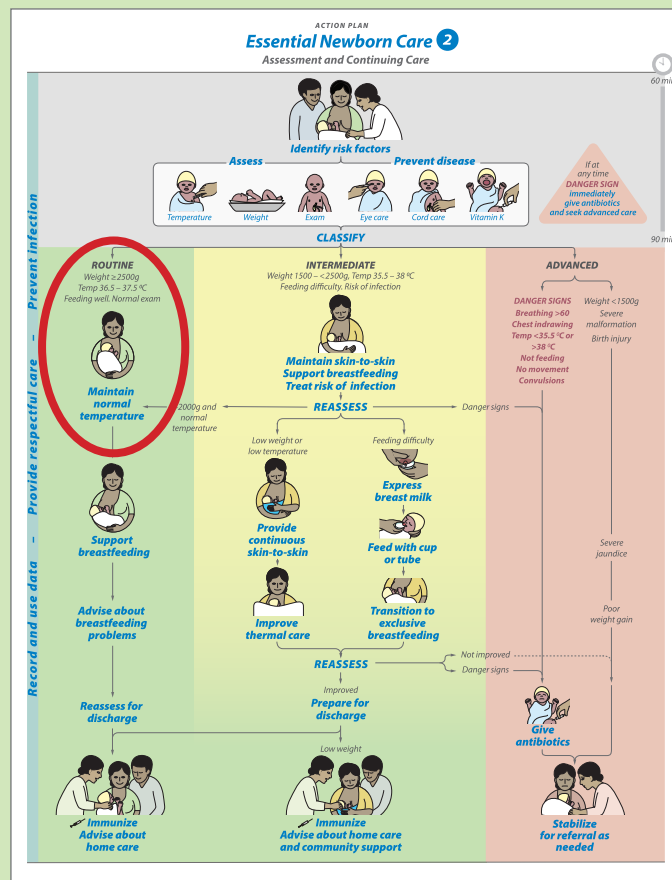 ACTION PLAN
Essential Newborn Care 2
Assessment and Continuing Care
60 min
Identify risk factors
Assess
Prevent disease
Temperature
Weight
Exam
Eye care
Cord care
Vitamin K
If at
any time
DANGER SIGN
immediately
give antibiotics
and seek advanced care
CLASSIFY
90 min
Prevent infection
Provide respectful care
Record and use data
ROUTINE
Weight ≥2500g
Temp 36.5 – 37.5 ºC
Feeding well. Normal exam
Maintain
normal
temperature
Support
breastfeeding
Advise about
breastfeeding
problems
Reassess for
discharge
Immunize
Advise about
home care
INTERMEDIATE
Weight 1500 – <2500g, Temp 35.5 – 38 ºC
Feeding difficulty. Risk of infection
Maintain skin-to-skin
Support breastfeeding
Treat risk of infection
REASSESS
2000g and
normal
temperature
Danger signs
Low weight or
low temperature
Feeding difficulty
Provide
continuous
skin-to-skin
Express
breast milk
Feed with cup
or tube
Improve
thermal care
Transition to
exclusive
breastfeeding
REASSESS
Not improved
Danger signs
Improved
Prepare for
discharge
Low weight
Immunize
Advise about home care
and community support
ADVANCED
DANGER SIGNS
Breathing >60
Chest indrawing
Temp <35.5 ºC or
>38 ºC
Not feeding
No movement
Convulsions
Weight <1500g
Severe
malformation
Birth injury
Severe
jaundice
Poor
weight gain
Give
antibiotics
Stabilize
for referral as
needed